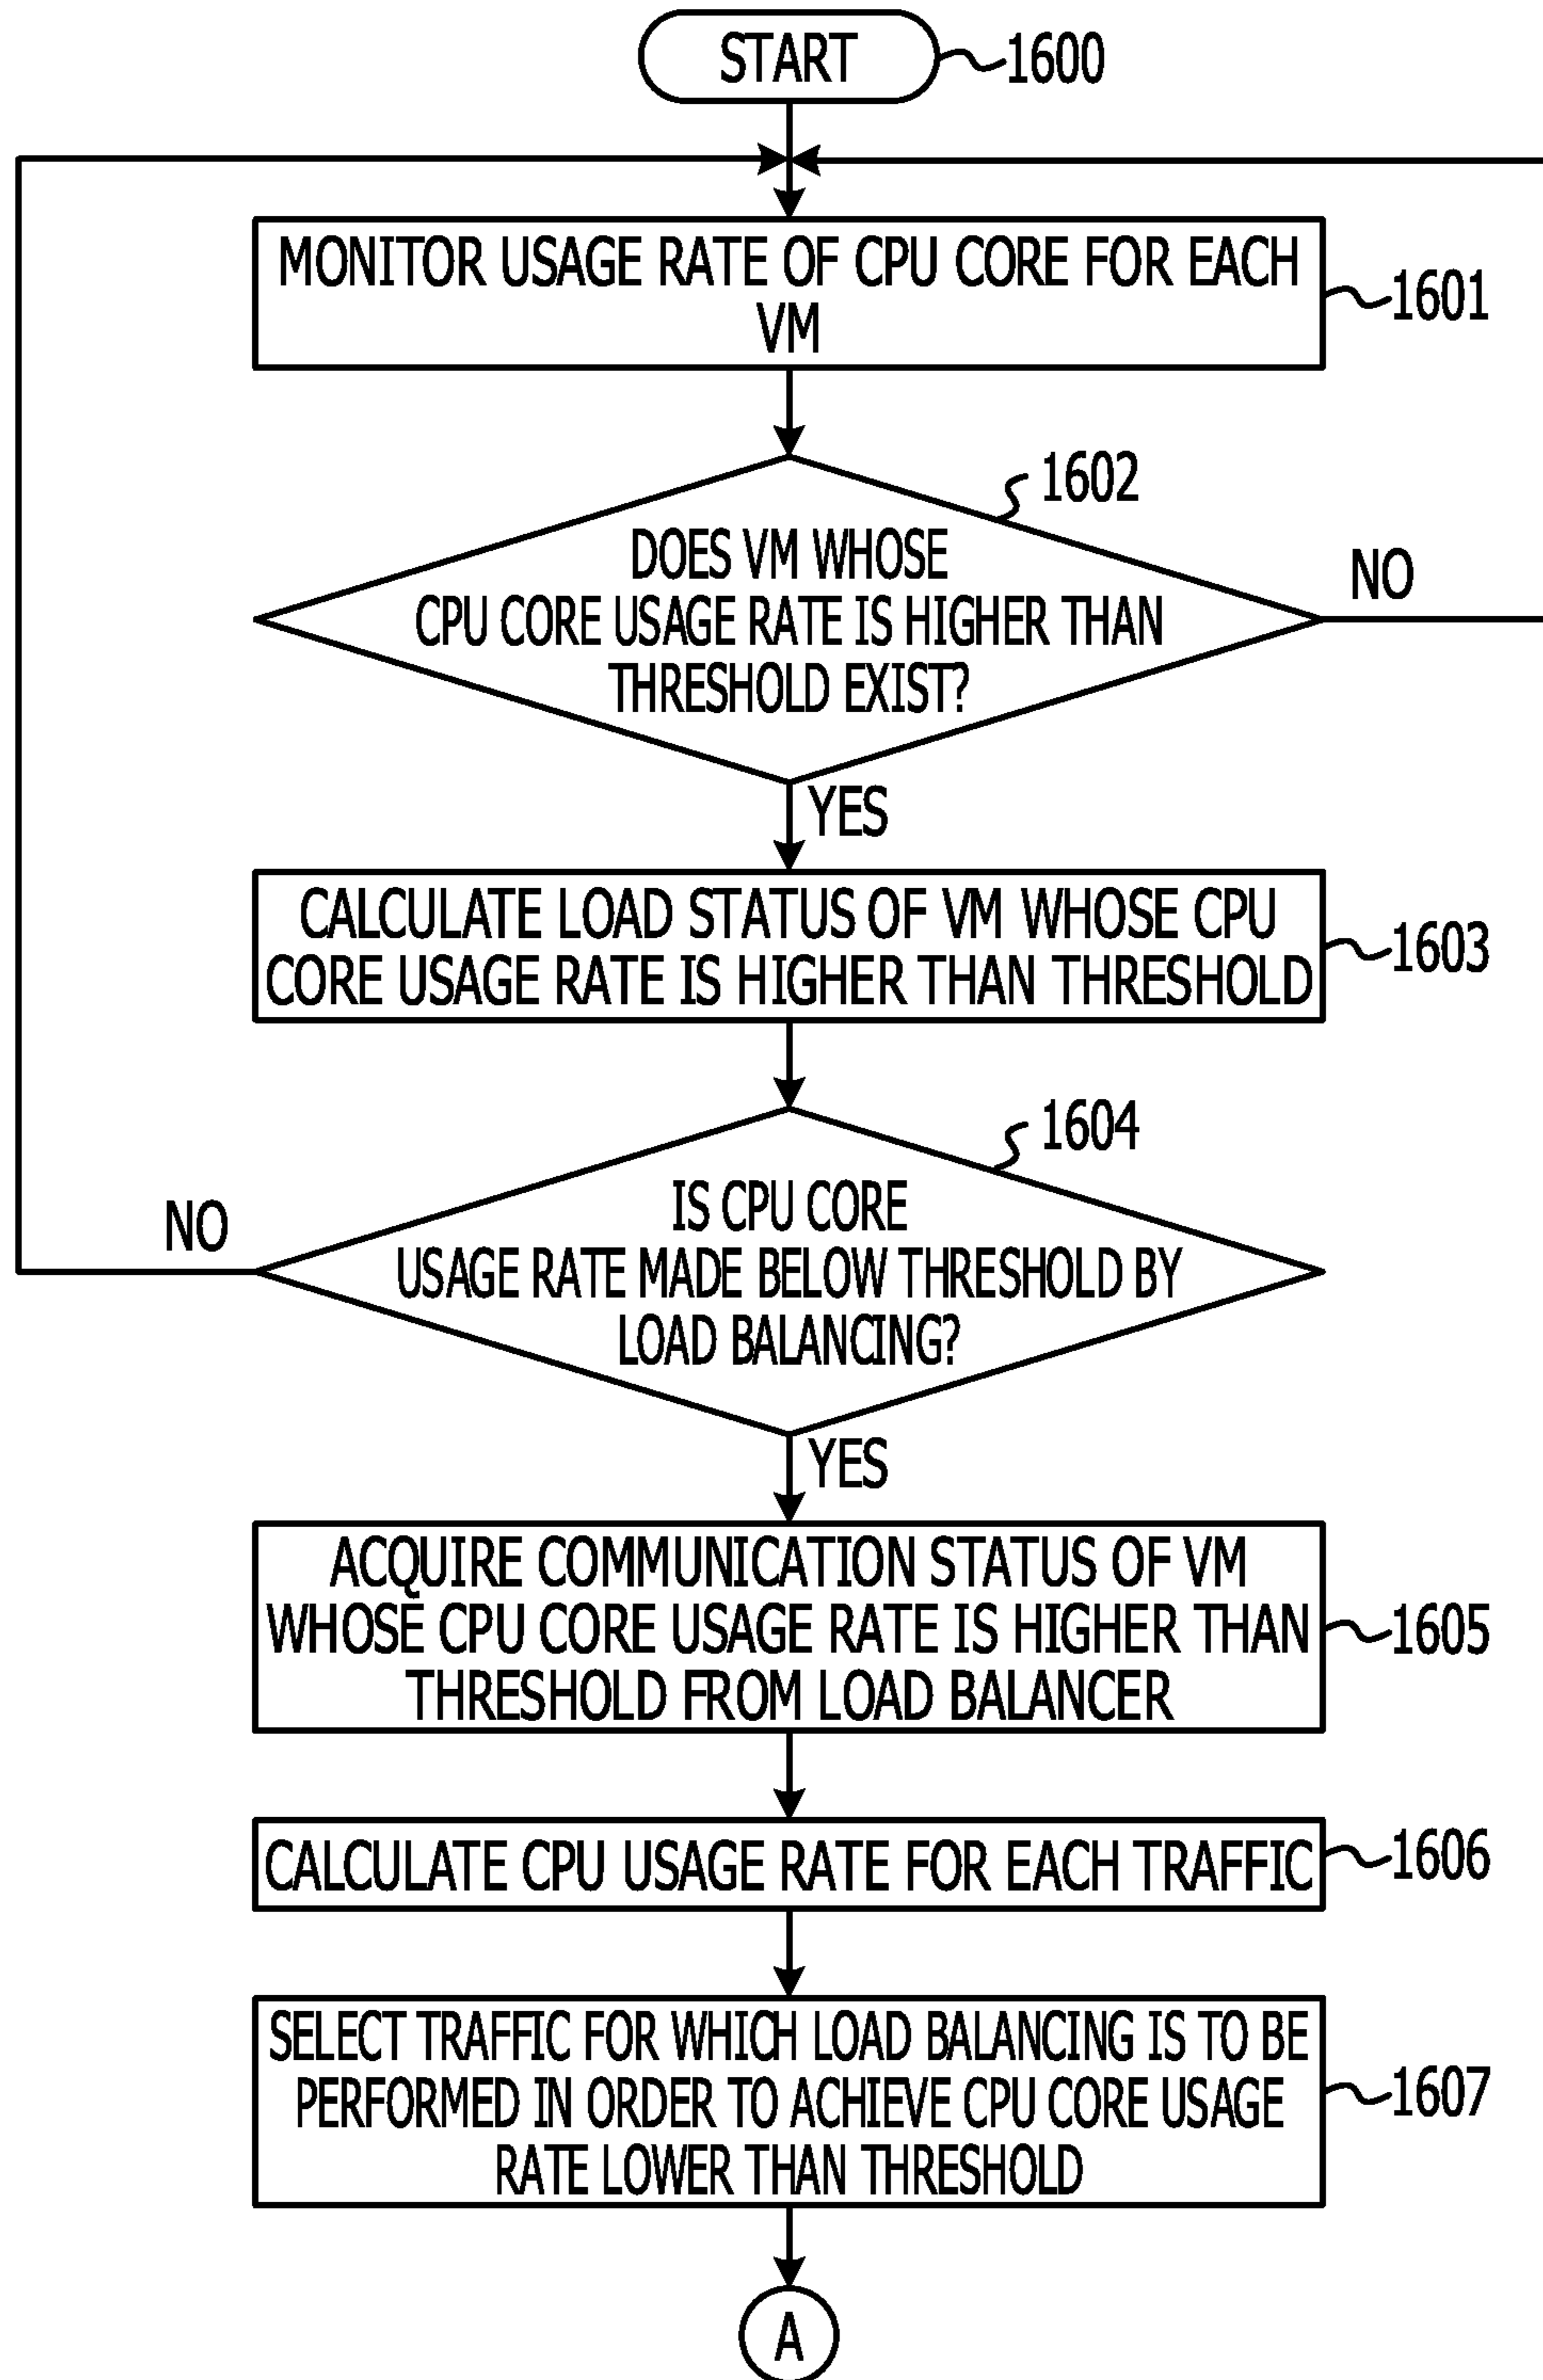 START
1600
MONITOR USAGE RATE OF CPU CORE FOR EACH
VM
1601
1602
DOES VM WHOSE
CPU CORE USAGE RATE IS HIGHER THAN
THRESHOLD EXIST?
NO
YES
CALCULATE LOAD STATUS OF VM WHOSE CPU
CORE USAGE RATE IS HIGHER THAN THRESHOLD
1603
1604
IS CPU CORE
USAGE RATE MADE BELOW THRESHOLD BY
LOAD BALANCING?
NO
YES
ACQUIRE COMMUNICATION STATUS OF VM
WHOSE CPU CORE USAGE RATE IS HIGHER THAN
THRESHOLD FROM LOAD BALANCER
1605
CALCULATE CPU USAGE RATE FOR EACH TRAFFIC
1606
SELECT TRAFFIC FOR WHICH LOAD BALANCING IS TO BE
PERFORMED IN ORDER TO ACHIEVE CPU CORE USAGE
RATE LOWER THAN THRESHOLD
1607
A